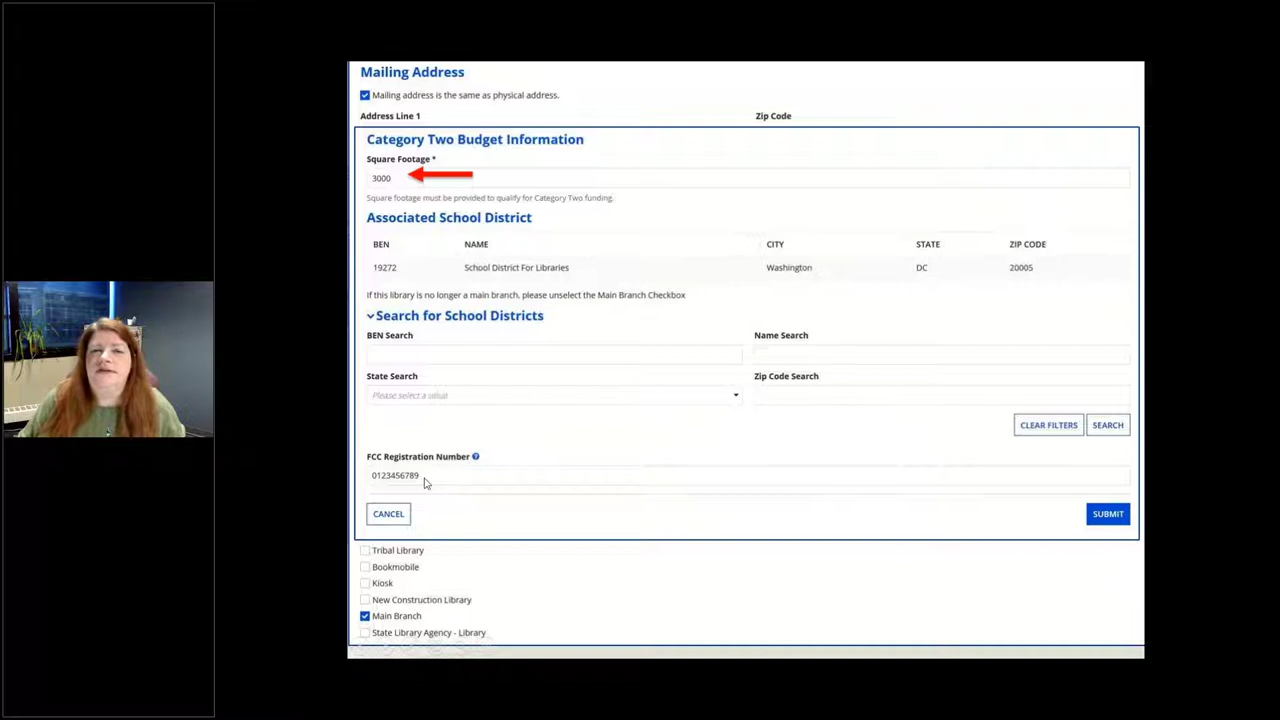 Mailing Address
Mailing address is the same as physical address.
Address Line 1 Zip Code
Category Two Budget Information
Square Footage *
3000
Square footage must be provided to qualify for Category Two funding.
Associated School District
BEN NAME CITY STATE ZIP CODE
19272 School District For Libraries Washington DC 20005
If this library is no longer a main branch, please unselect the Main Branch Checkbox
Search for School Districts
BEN Search Name Search
State Search Zip Code Search
Please select a value
CLEAR FILTERS SEARCH
FCC Registration Number ?
0123456789
CANCEL SUBMIT
Tribal Library
Bookmobile
Kiosk
New Construction Library
Main Branch
State Library Agency - Library